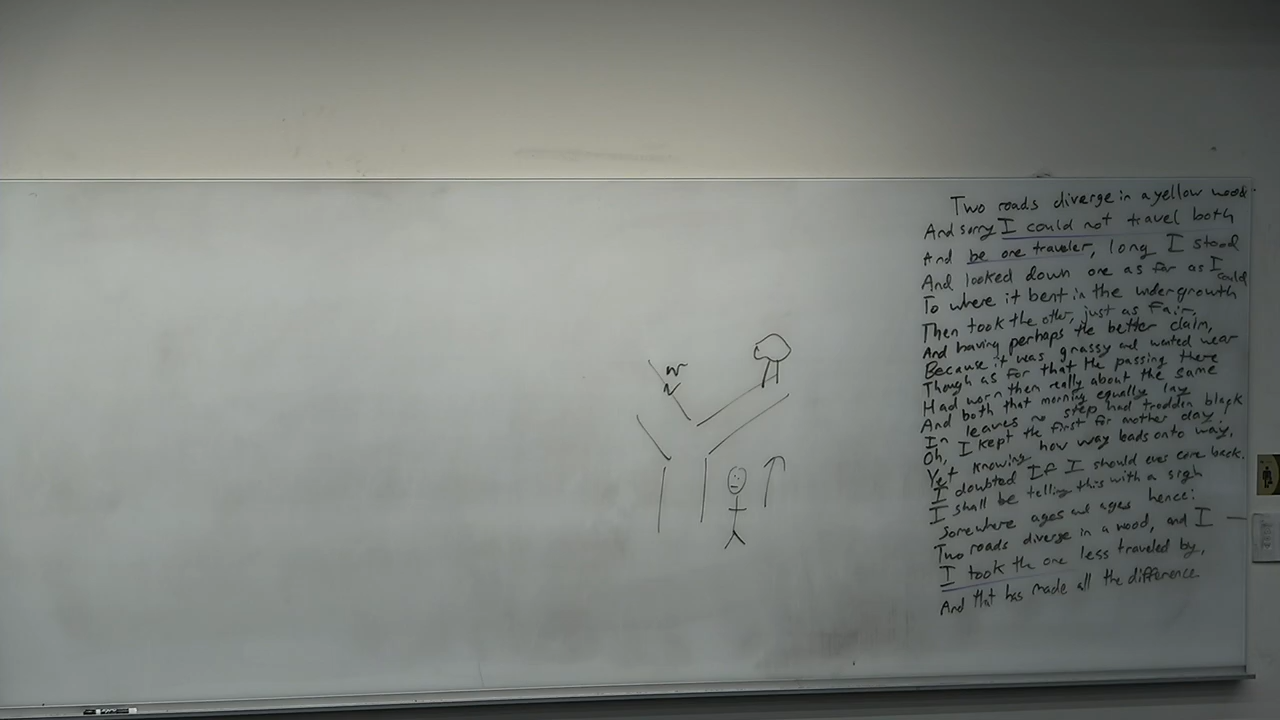 Two roads diverge in a yellow wood
And sorry I could not travel both
And be one traveler, long I stood
And looked down one as far as I could
To where it bent in the undergrowth
Then took the other, just as fair,
And having perhaps the better claim,
Because it was grassy and wanted wear
Though as for that the passing there
Had worn them really about the same
And both that morning equally lay
In leaves no step had trodden black
Oh, I kept the first for another day.
Yet knowing how way leads onto way,
I doubted If I should ever come back.
I shall be telling this with a sigh
Somewhere ages and ages hence:
Two roads diverge in a wood, and I
I took the one less traveled by,
And that has made all the difference